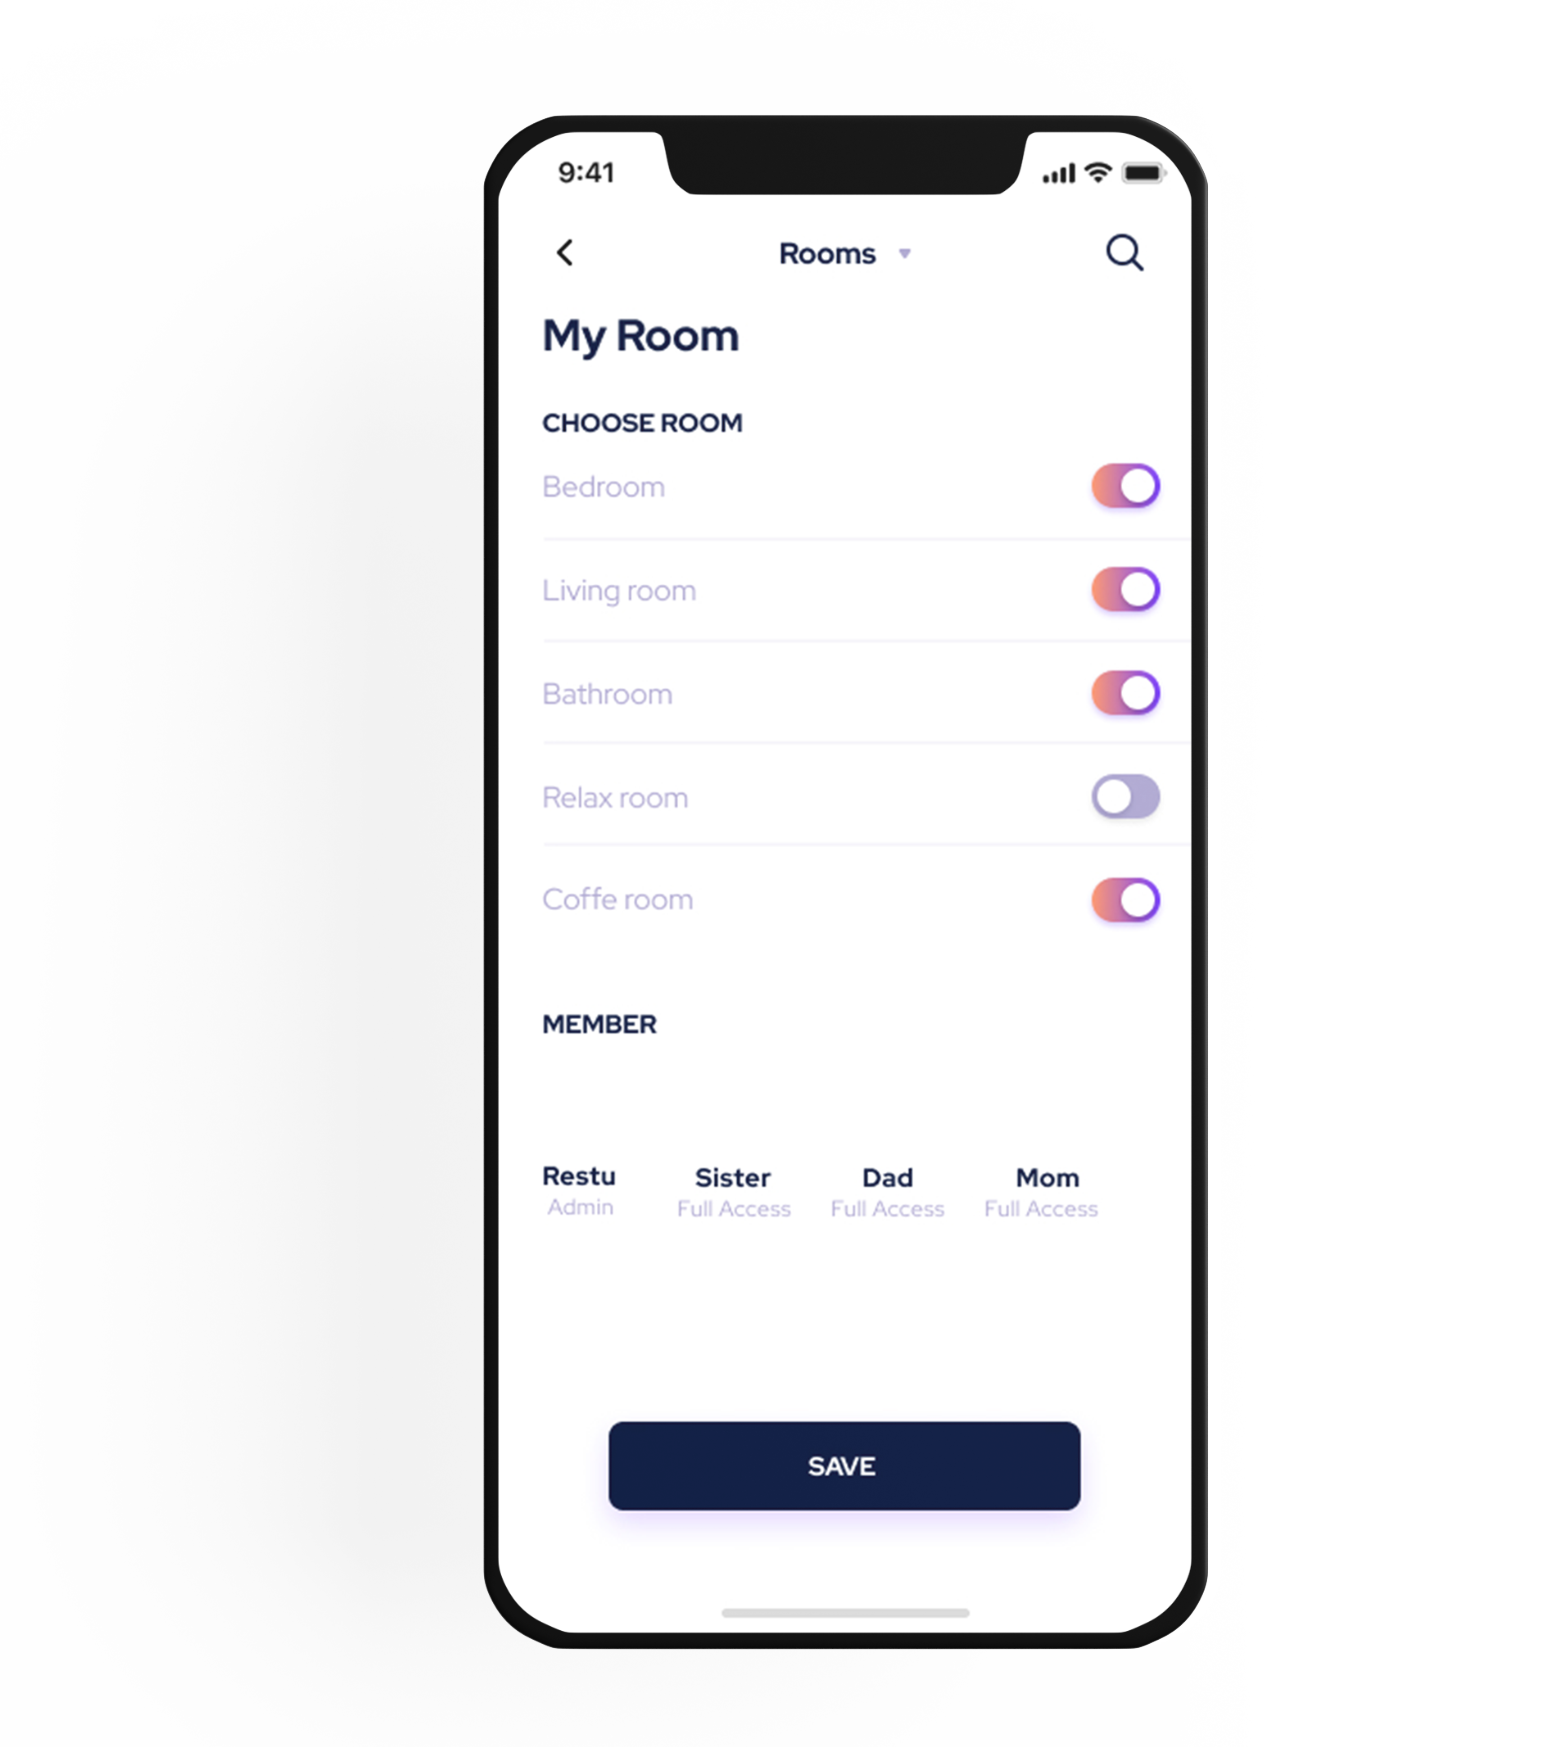 9:41
Rooms
My Room
CHOOSE ROOM
Bedroom
Living room
Bathroom
Relax room
Coffe room
MEMBER
Restu Sister Dad Mom
Admin Full Access Full Access Full Access
SAVE